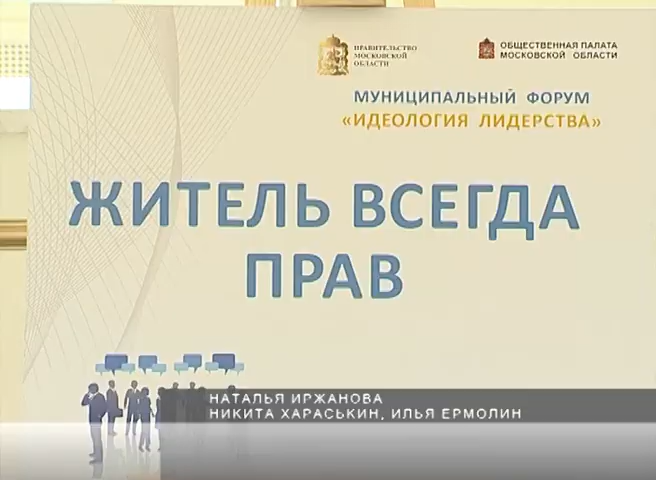 ПРАВИТЕЛЬСТВО
МОСКОВСКОЙ
ОБЛАСТИ
ОБЩЕСТВЕННАЯ ПАЛАТА
МОСКОВСКОЙ ОБЛАСТИ
МУНИЦИПАЛЬНЫЙ ФОРУМ
«ИДЕОЛОГИЯ ЛИДЕРСТВА»
ЖИТЕЛЬ ВСЕГДА
ПРАВ
НАТАЛЬЯ ИРЖАНОВА
НИКИТА ХАРАСЬКИН, ИЛЬЯ ЕРМОЛИН